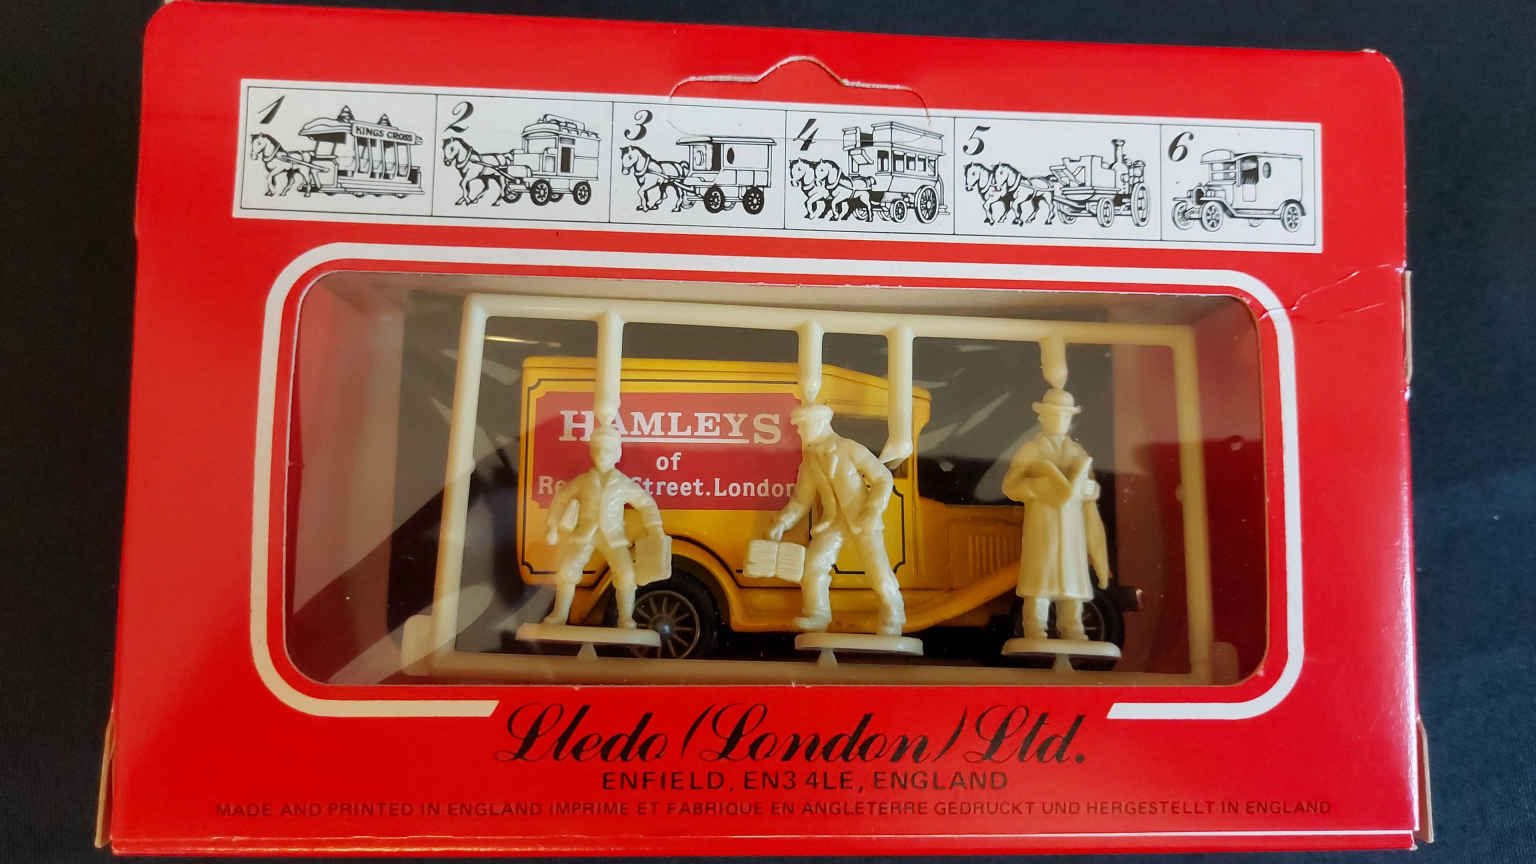 1 2 3 4 5 6
KINGS CROSS
HAMLEYS
of
Street.London
Lledo (London) Ltd.
ENFIELD, EN3 4LE, ENGLAND
MADE AND PRINTED IN ENGLAND IMPRIME ET FABRIQUE EN ANGLETERRE GEDRUCKT UND HERGESTELLT IN ENGLAND